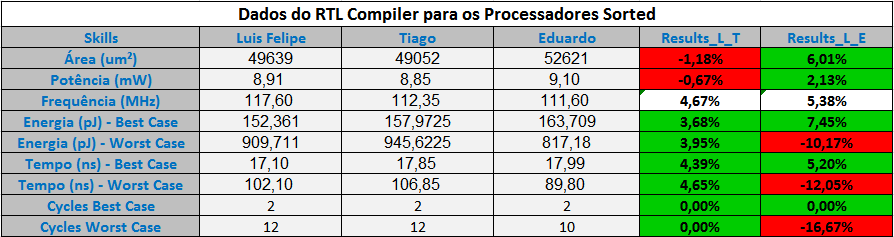 Dados do RTL Compiler para os Processadores Sorted
Skills Luis Felipe Tiago Eduardo Results_L_T Results_L_E
Área (um²) 49639 49052 52621 -1,18% 6,01%
Potência (mW) 8,91 8,85 9,10 -0,67% 2,13%
Frequência (MHz) 117,60 112,35 111,60 4,67% 5,38%
Energia (pJ) - Best Case 152,361 157,9725 163,709 3,68% 7,45%
Energia (pJ) - Worst Case 909,711 945,6225 817,18 3,95% -10,17%
Tempo (ns) - Best Case 17,10 17,85 17,99 4,39% 5,20%
Tempo (ns) - Worst Case 102,10 106,85 89,80 4,65% -12,05%
Cycles Best Case 2 2 2 0,00% 0,00%
Cycles Worst Case 12 12 10 0,00% -16,67%